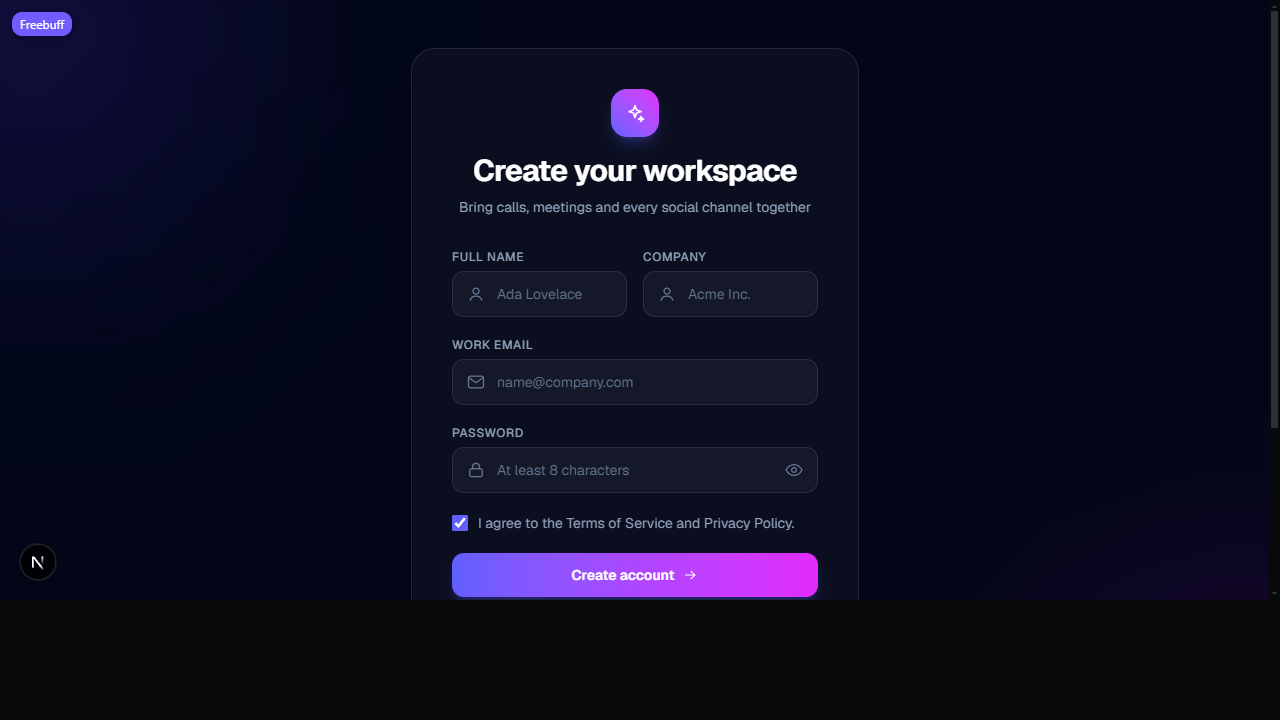 Freebuff
Create your workspace
Bring calls, meetings and every social channel together
FULL NAME
COMPANY
Ada Lovelace
Acme Inc.
WORK EMAIL
name@company.com
PASSWORD
At least 8 characters
I agree to the Terms of Service and Privacy Policy.
N
Create account →